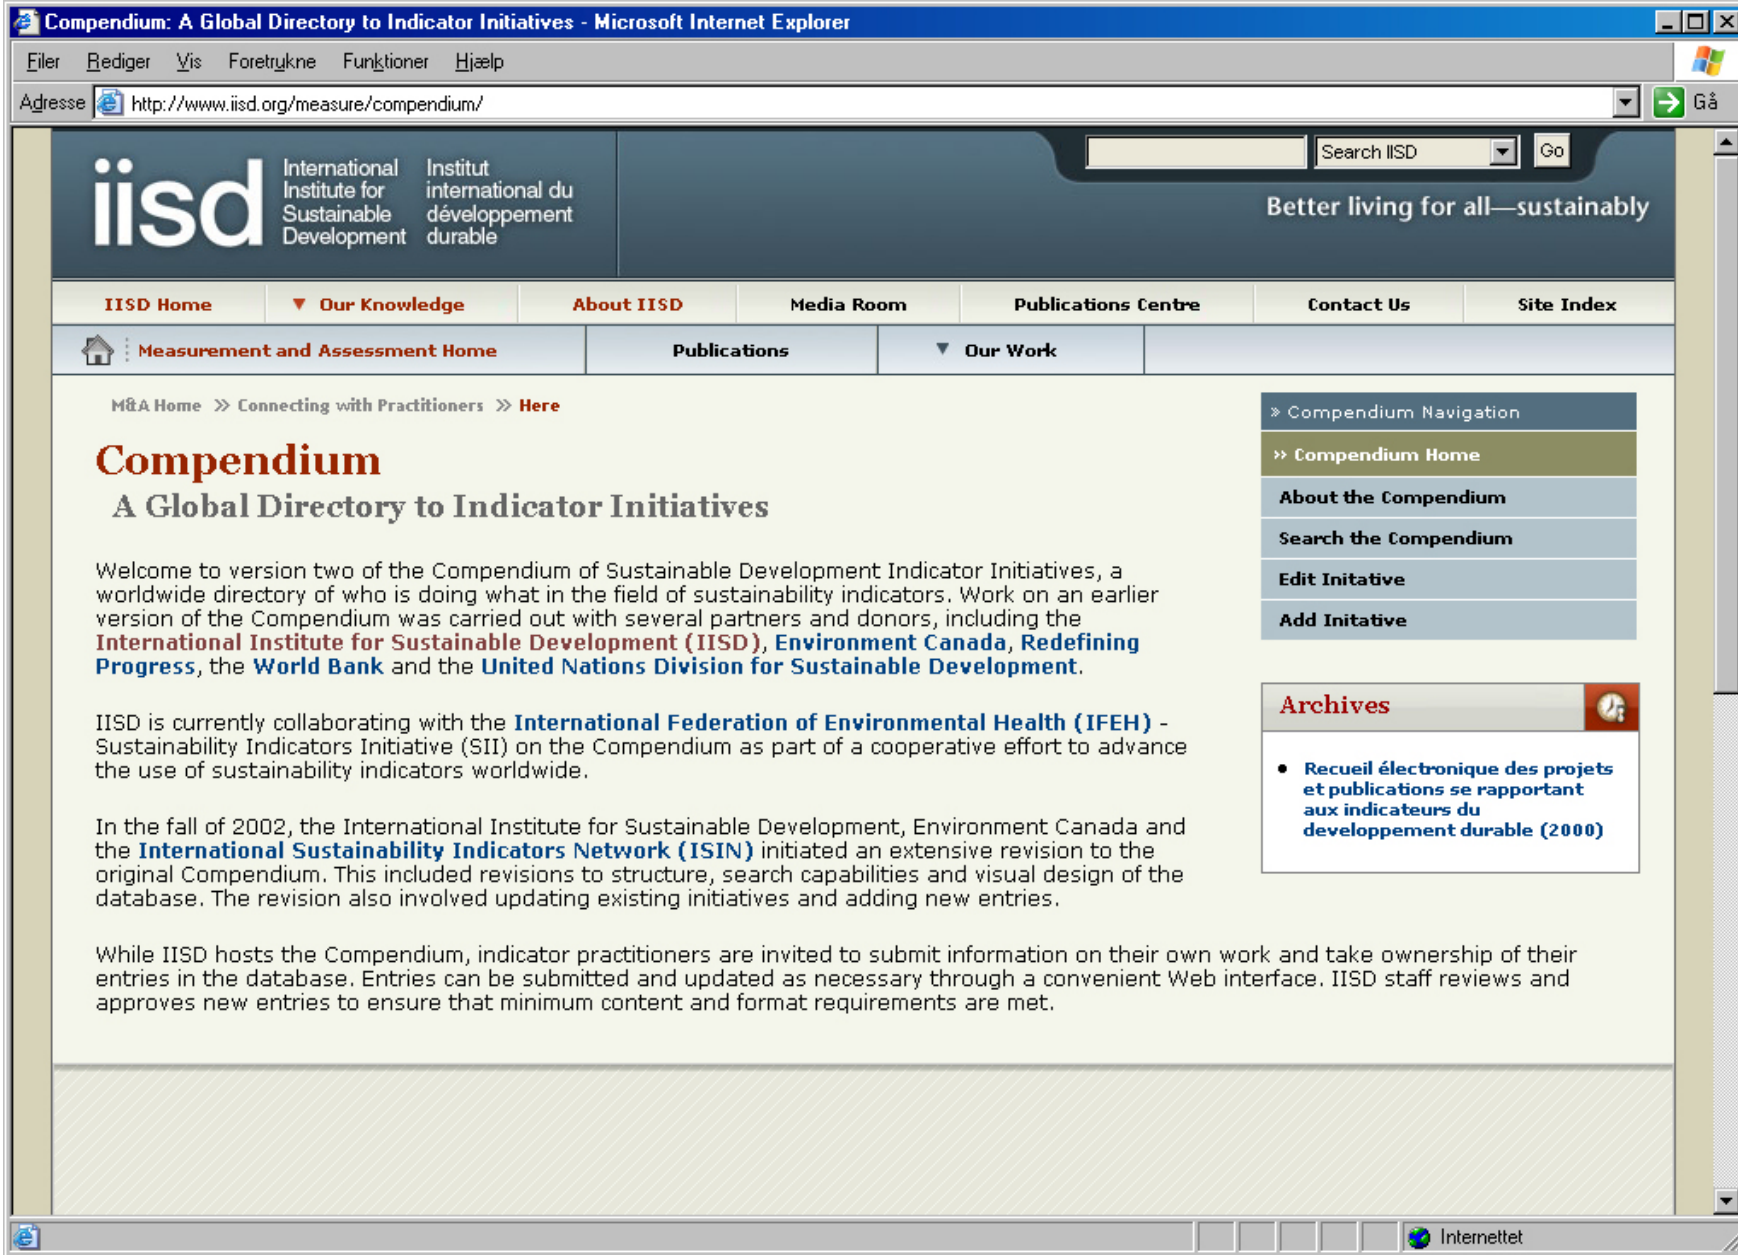 Compendium: A Global Directory to Indicator Initiatives - Microsoft Internet Explorer
Filer Rediger Vis Foretrukne Funktioner Hjælp
Adresse http://www.iisd.org/measure/compendium/ Gå
Search IISD Go
iisd
International
Institute for
Sustainable
Development
Institut
international du
développement
durable
Better living for all—sustainably
IISD Home Our Knowledge About IISD Media Room Publications Centre Contact Us Site Index
Measurement and Assessment Home Publications Our Work
M&A Home >> Connecting with Practitioners >> Here
Compendium
A Global Directory to Indicator Initiatives
Welcome to version two of the Compendium of Sustainable Development Indicator Initiatives, a
worldwide directory of who is doing what in the field of sustainability indicators. Work on an earlier
version of the Compendium was carried out with several partners and donors, including the
International Institute for Sustainable Development (IISD), Environment Canada, Redefining
Progress, the World Bank and the United Nations Division for Sustainable Development.
IISD is currently collaborating with the International Federation of Environmental Health (IFEH) -
Sustainability Indicators Initiative (SII) on the Compendium as part of a cooperative effort to advance
the use of sustainability indicators worldwide.
In the fall of 2002, the International Institute for Sustainable Development, Environment Canada and
the International Sustainability Indicators Network (ISIN) initiated an extensive revision to the
original Compendium. This included revisions to structure, search capabilities and visual design of the
database. The revision also involved updating existing initiatives and adding new entries.
While IISD hosts the Compendium, indicator practitioners are invited to submit information on their own work and take ownership of their
entries in the database. Entries can be submitted and updated as necessary through a convenient Web interface. IISD staff reviews and
approves new entries to ensure that minimum content and format requirements are met.
» Compendium Navigation
» Compendium Home
About the Compendium
Search the Compendium
Edit Initative
Add Initative
Archives
• Recueil électronique des projets
et publications se rapportant
aux indicateurs du
developpement durable (2000)
Internettet